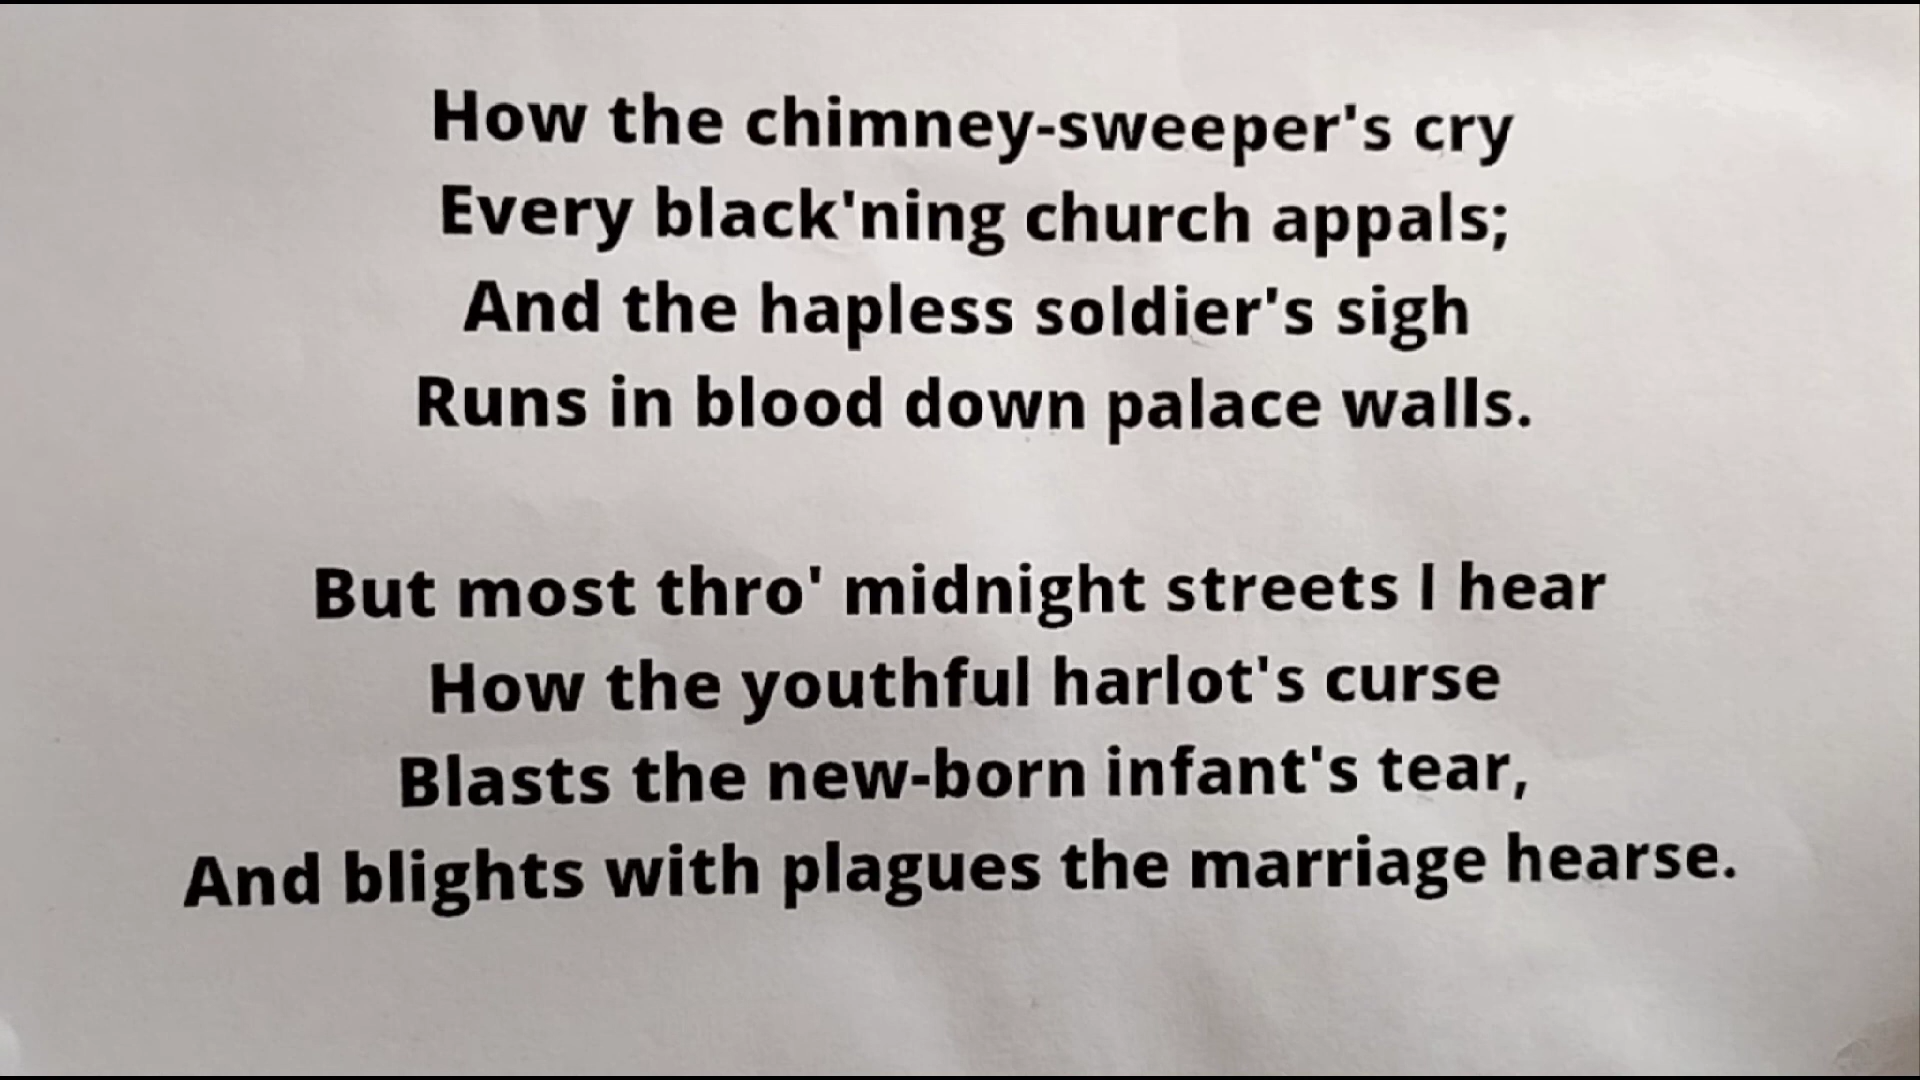 How the chimney-sweeper's cry
Every black'ning church appals;
And the hapless soldier's sigh
Runs in blood down palace walls.
But most thro' midnight streets I hear
How the youthful harlot's curse
Blasts the new-born infant's tear,
And blights with plagues the marriage hearse.